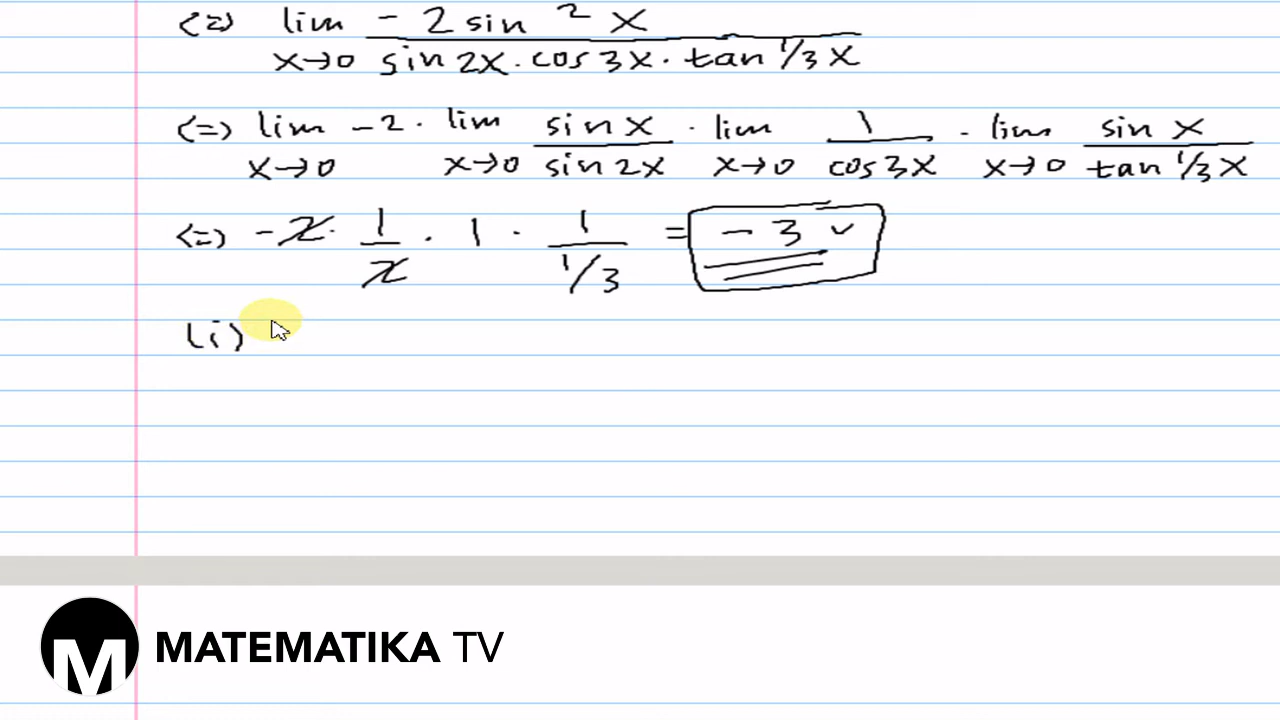 (=) lim - 2 sin ² x
x→0 sin 2x . cos 3x . tan 1/3 x
(=) lim -2 . lim sin x . lim 1 . lim sin x
x→0 x→0 sin 2x x→0 cos 3x x→0 tan 1/3 x
(=) -2 . 1/2 . 1 . 1/1/3 = - 3
(i)
MATEMATIKA TV